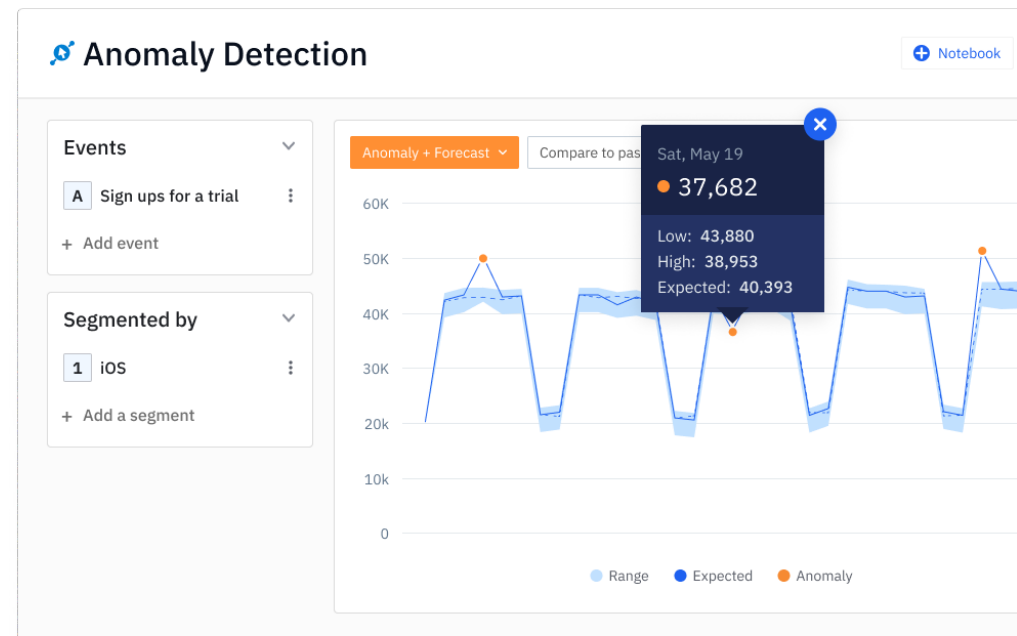 Anomaly Detection
Notebook
Events
A Sign ups for a trial
+ Add event
Segmented by
1 iOS
+ Add a segment
Anomaly + Forecast
Compare to pas
Sat, May 19
37,682
Low: 43,880
High: 38,953
Expected: 40,393
60K
50K
40K
30K
20k
10k
0
Range
Expected
Anomaly